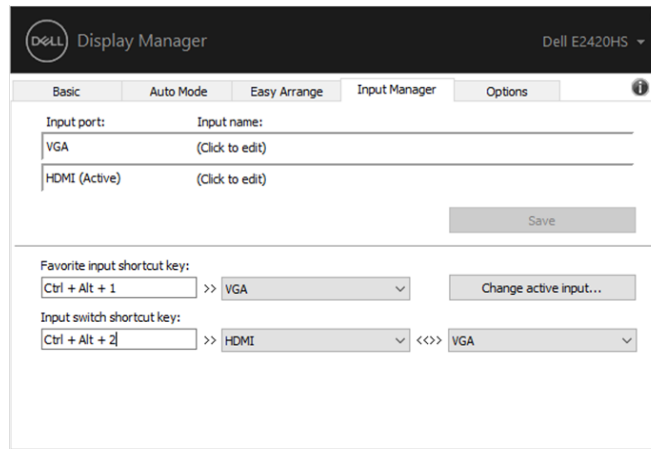 DELL Display Manager Dell E2420HS
Basic Auto Mode Easy Arrange Input Manager Options
Input port: Input name:
VGA (Click to edit)
HDMI (Active) (Click to edit)
Save
Favorite input shortcut key:
Ctrl + Alt + 1 >> VGA Change active input...
Input switch shortcut key:
Ctrl + Alt + 2 >> HDMI <<>> VGA